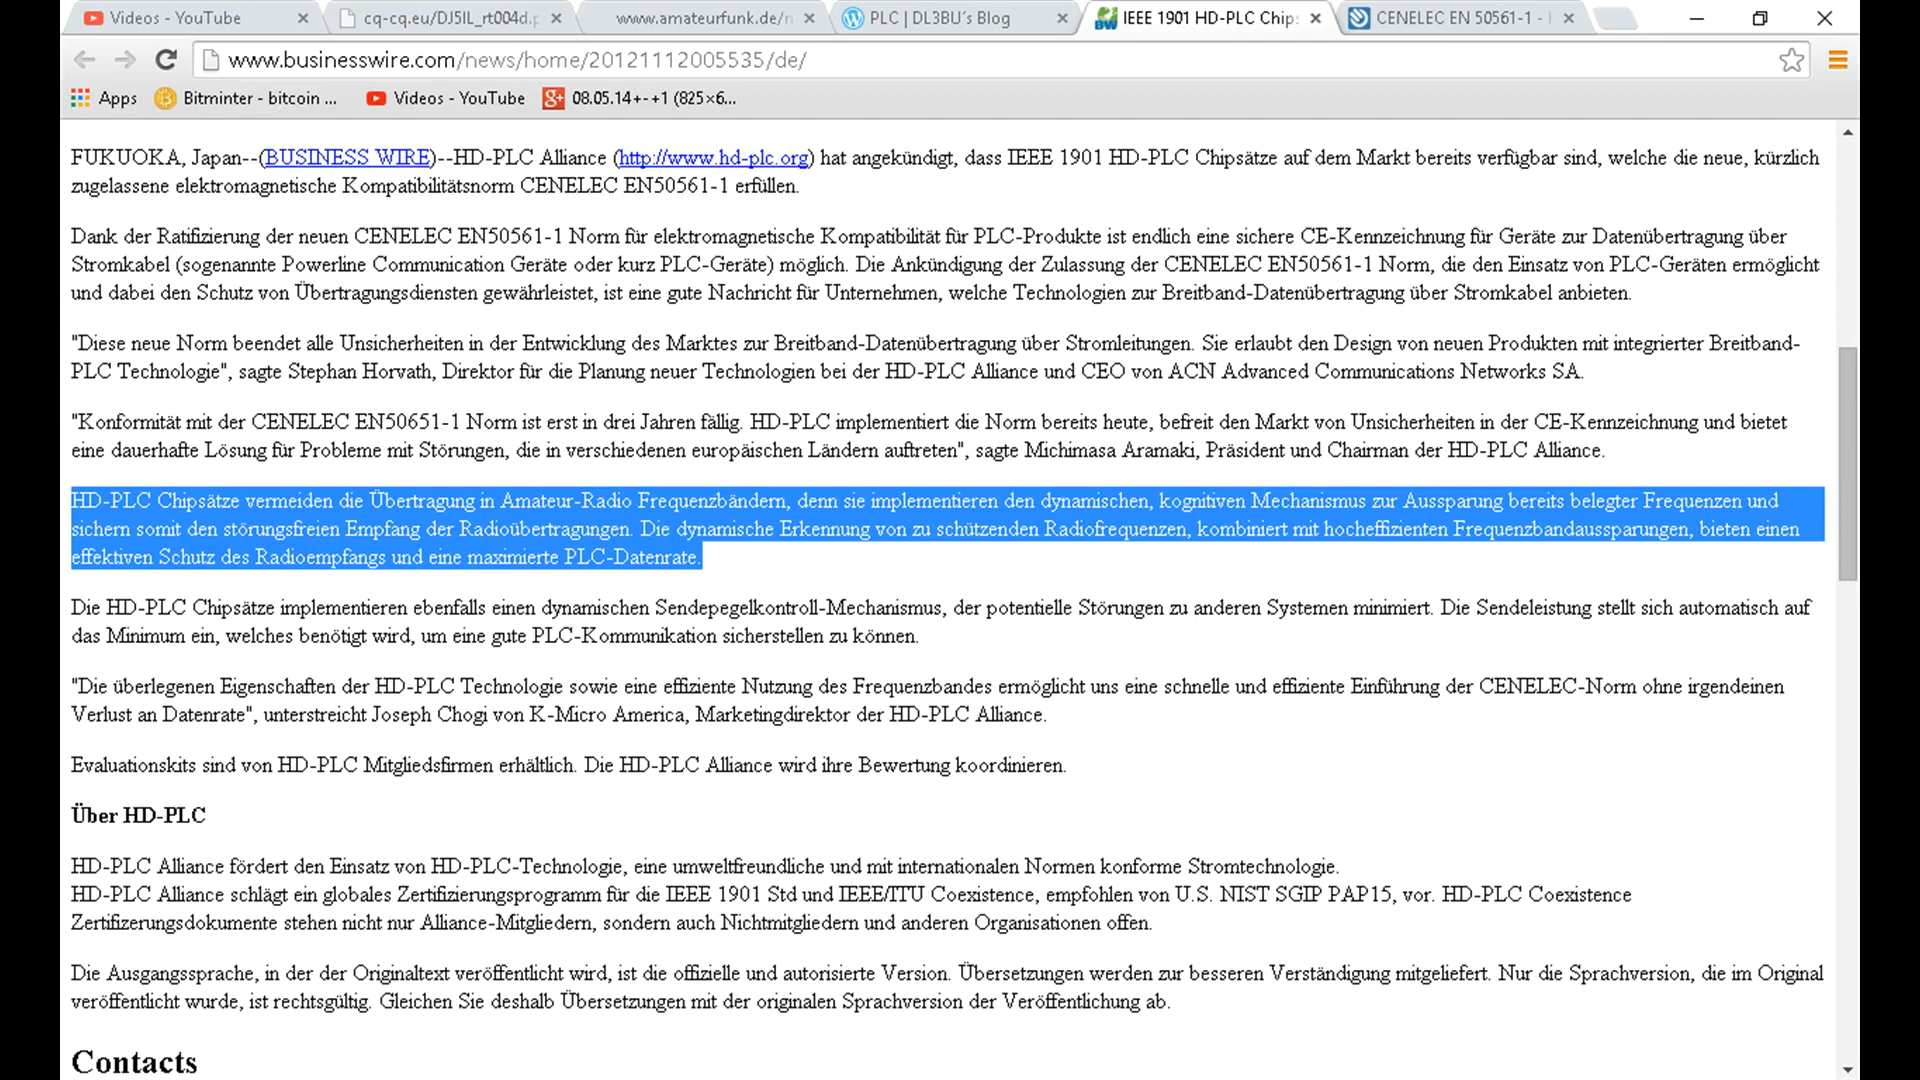 Videos - YouTube
cq-cq.eu/DJ5IL_rt004d.p
www.amateurfunk.de/n
PLC | DL3BU´s Blog
IEEE 1901 HD-PLC Chips
CENELEC EN 50561-1 -
www.businesswire.com/news/home/20121112005535/de/
Apps
Bitminter - bitcoin ...
Videos - YouTube
08.05.14+-+1 (825×6...
FUKUOKA, Japan--(BUSINESS WIRE)--HD-PLC Alliance (http://www.hd-plc.org) hat angekündigt, dass IEEE 1901 HD-PLC Chipsätze auf dem Markt bereits verfügbar sind, welche die neue, kürzlich
zugelassene elektromagnetische Kompatibilitätsnorm CENELEC EN50561-1 erfüllen.
Dank der Ratifizierung der neuen CENELEC EN50561-1 Norm für elektromagnetische Kompatibilität für PLC-Produkte ist endlich eine sichere CE-Kennzeichnung für Geräte zur Datenübertragung über
Stromkabel (sogenannte Powerline Communication Geräte oder kurz PLC-Geräte) möglich. Die Ankündigung der Zulassung der CENELEC EN50561-1 Norm, die den Einsatz von PLC-Geräten ermöglicht
und dabei den Schutz von Übertragungsdiensten gewährleistet, ist eine gute Nachricht für Unternehmen, welche Technologien zur Breitband-Datenübertragung über Stromkabel anbieten.
"Diese neue Norm beendet alle Unsicherheiten in der Entwicklung des Marktes zur Breitband-Datenübertragung über Stromleitungen. Sie erlaubt den Design von neuen Produkten mit integrierter Breitband-
PLC Technologie", sagte Stephan Horvath, Direktor für die Planung neuer Technologien bei der HD-PLC Alliance und CEO von ACN Advanced Communications Networks SA.
"Konformität mit der CENELEC EN50651-1 Norm ist erst in drei Jahren fällig. HD-PLC implementiert die Norm bereits heute, befreit den Markt von Unsicherheiten in der CE-Kennzeichnung und bietet
eine dauerhafte Lösung für Probleme mit Störungen, die in verschiedenen europäischen Ländern auftreten", sagte Michimasa Aramaki, Präsident und Chairman der HD-PLC Alliance.
HD-PLC Chipsätze vermeiden die Übertragung in Amateur-Radio Frequenzbändern, denn sie implementieren den dynamischen, kognitiven Mechanismus zur Aussparung bereits belegter Frequenzen und
sichern somit den störungsfreien Empfang der Radioübertragungen. Die dynamische Erkennung von zu schützenden Radiofrequenzen, kombiniert mit hocheffizienten Frequenzbandaussparungen, bieten einen
effektiven Schutz des Radioempfangs und eine maximierte PLC-Datenrate.
Die HD-PLC Chipsätze implementieren ebenfalls einen dynamischen Sendepegelkontroll-Mechanismus, der potentielle Störungen zu anderen Systemen minimiert. Die Sendeleistung stellt sich automatisch auf
das Minimum ein, welches benötigt wird, um eine gute PLC-Kommunikation sicherstellen zu können.
"Die überlegenen Eigenschaften der HD-PLC Technologie sowie eine effiziente Nutzung des Frequenzbandes ermöglicht uns eine schnelle und effiziente Einführung der CENELEC-Norm ohne irgendeinen
Verlust an Datenrate", unterstreicht Joseph Chogi von K-Micro America, Marketingdirektor der HD-PLC Alliance.
Evaluationskits sind von HD-PLC Mitgliedsfirmen erhältlich. Die HD-PLC Alliance wird ihre Bewertung koordinieren.
Über HD-PLC
HD-PLC Alliance fördert den Einsatz von HD-PLC-Technologie, eine umweltfreundliche und mit internationalen Normen konforme Stromtechnologie.
HD-PLC Alliance schlägt ein globales Zertifizierungsprogramm für die IEEE 1901 Std und IEEE/ITU Coexistence, empfohlen von U.S. NIST SGIP PAP15, vor. HD-PLC Coexistence
Zertifizerungsdokumente stehen nicht nur Alliance-Mitgliedern, sondern auch Nichtmitgliedern und anderen Organisationen offen.
Die Ausgangssprache, in der der Originaltext veröffentlicht wird, ist die offizielle und autorisierte Version. Übersetzungen werden zur besseren Verständigung mitgeliefert. Nur die Sprachversion, die im Original
veröffentlicht wurde, ist rechtsgültig. Gleichen Sie deshalb Übersetzungen mit der originalen Sprachversion der Veröffentlichung ab.
Contacts